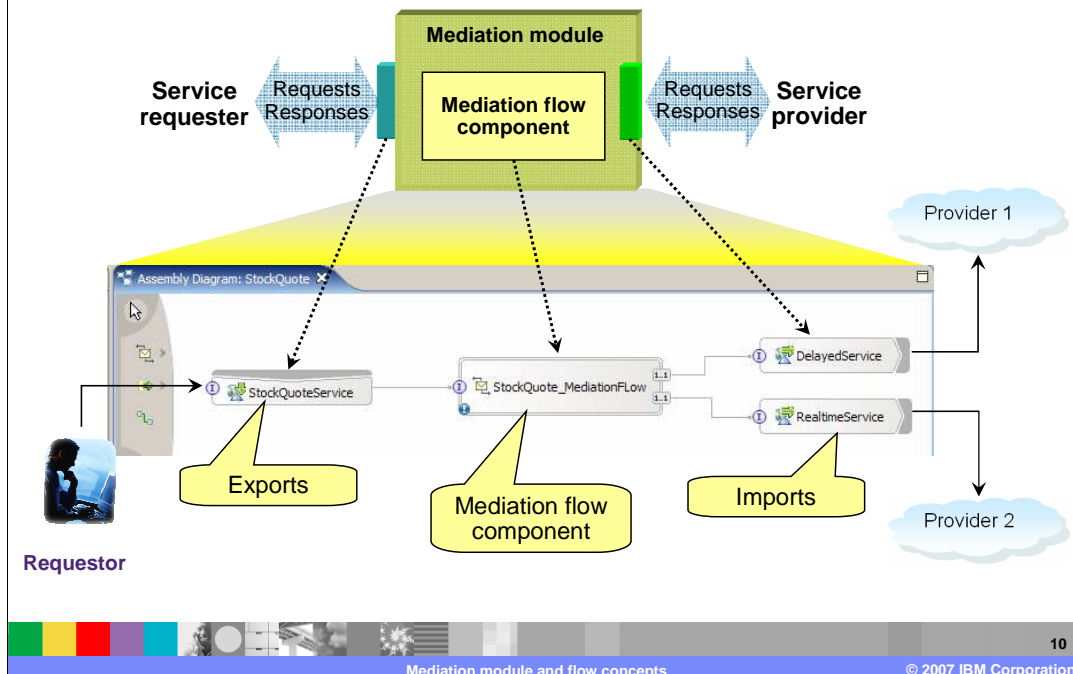 Mediation module
Service
requester
Requests
Responses
Mediation flow
component
Requests
Responses
Service
provider
Provider 1
Assembly Diagram: StockQuote
StockQuoteService
StockQuote_MediationFLow
1..1
1..1
DelayedService
RealtimeService
Exports
Mediation flow
component
Imports
Provider 2
Requestor
10
Mediation module and flow concepts
© 2007 IBM Corporation